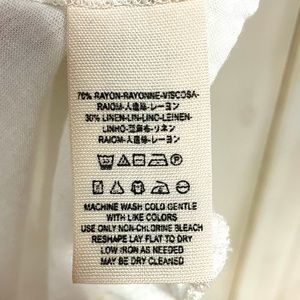 70% RAYON-RAYONNE-VISCOSA-
RAIOM-人造絲-レーヨン
30% LINEN-LIN-LINO-LEINEN-
LINHO-亞麻布-リネン
RAIOM-人造絲-レーヨン
MACHINE WASH COLD GENTLE
WITH LIKE COLORS
USE ONLY NON-CHLORINE BLEACH
RESHAPE LAY FLAT TO DRY
LOW IRON AS NEEDED
MAY BE DRY CLEANED